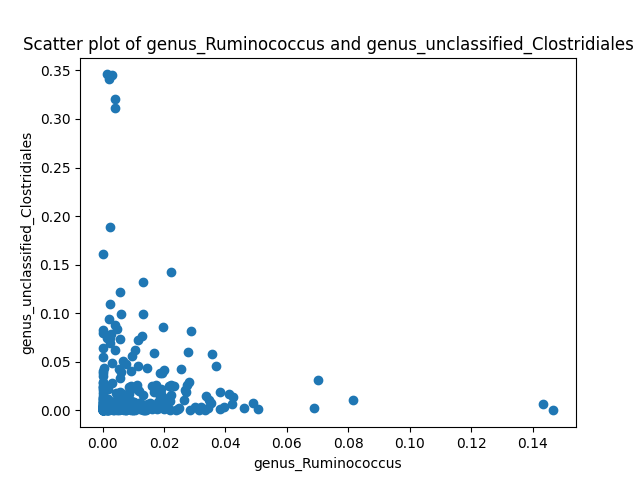 Scatter plot of genus_Ruminococcus and genus_unclassified_Clostridiales
0.35
0.30
0.25
0.20
0.15
0.10
0.05
0.00
genus_unclassified_Clostridiales
0.00 0.02 0.04 0.06 0.08 0.10 0.12 0.14
genus_Ruminococcus